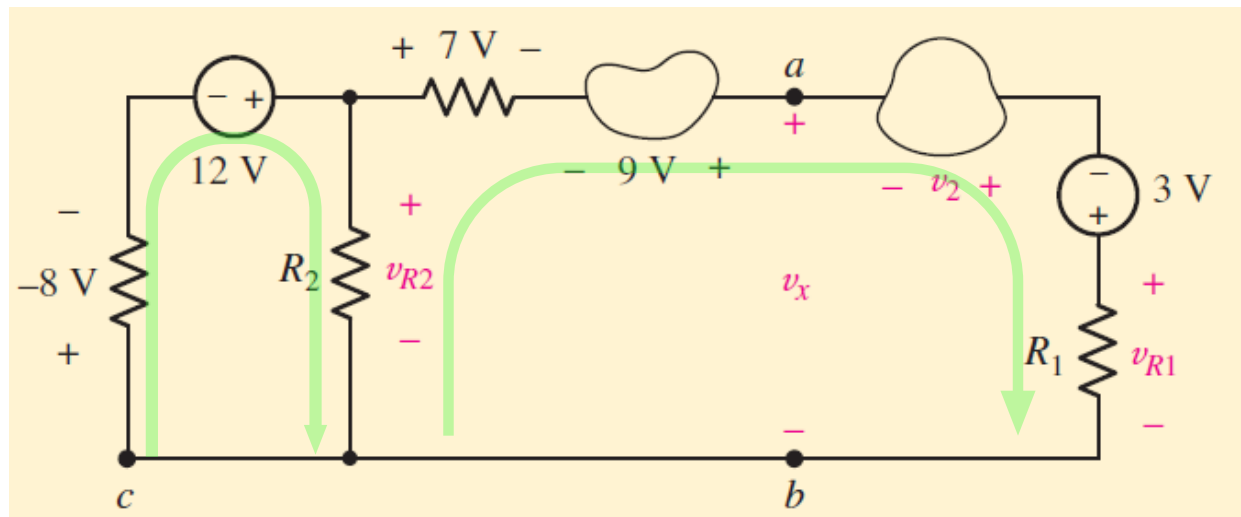 + 7 V –
a
– +
12 V
+
– 9 V +
– v2 +
–
+
3 V
–
–8 V
+
R2
+
vR2
–
vx
–
R1
+
vR1
–
c
b